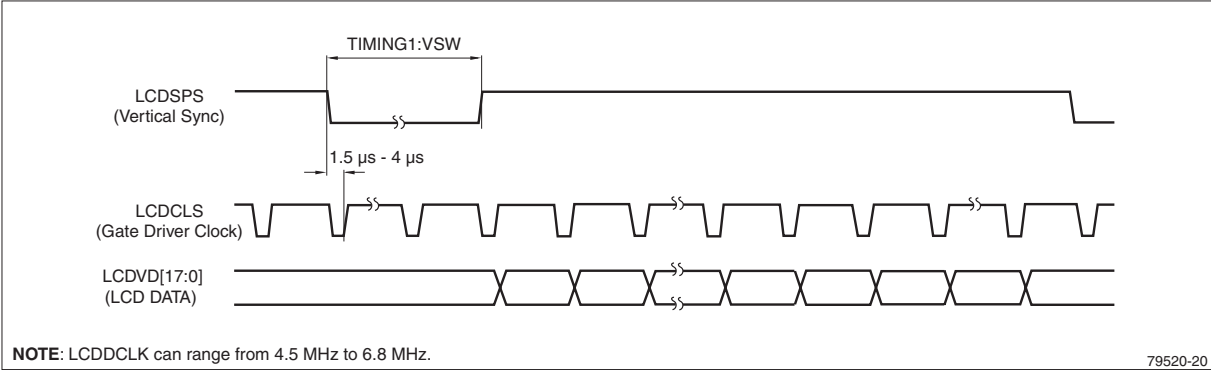 TIMING1:VSW
LCDSPS
(Vertical Sync)
1.5 µs - 4 µs
LCDCLS
(Gate Driver Clock)
LCDVD[17:0]
(LCD DATA)
NOTE: LCDDCLK can range from 4.5 MHz to 6.8 MHz.
79520-20